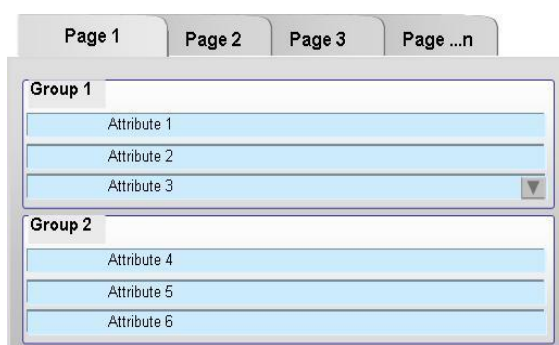 Page 1 Page 2 Page 3 Page ...n
Group 1
Attribute 1
Attribute 2
Attribute 3
Group 2
Attribute 4
Attribute 5
Attribute 6